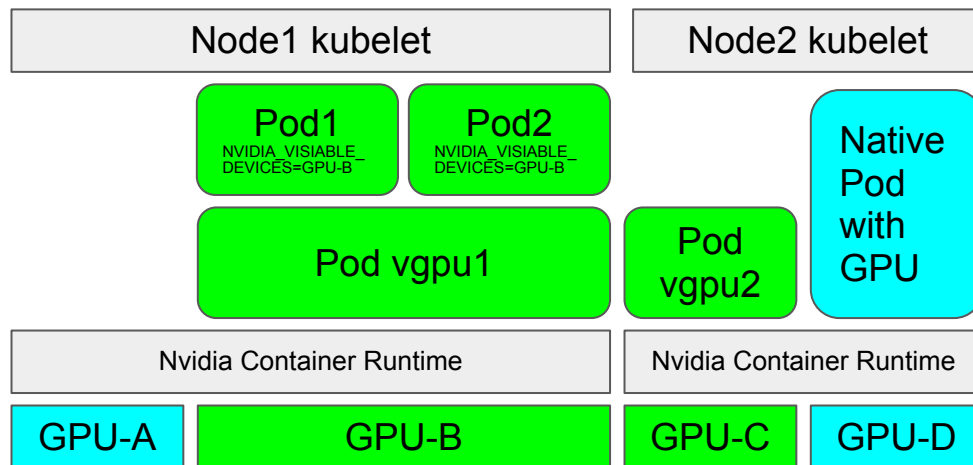 Node1 kubelet
Node2 kubelet
Pod1
NVIDIA_VISIABLE_
DEVICES=GPU-B
Pod2
NVIDIA_VISIABLE_
DEVICES=GPU-B
Native
Pod
with
GPU
Pod vgpu1
Pod
vgpu2
Nvidia Container Runtime
Nvidia Container Runtime
GPU-A
GPU-B
GPU-C
GPU-D